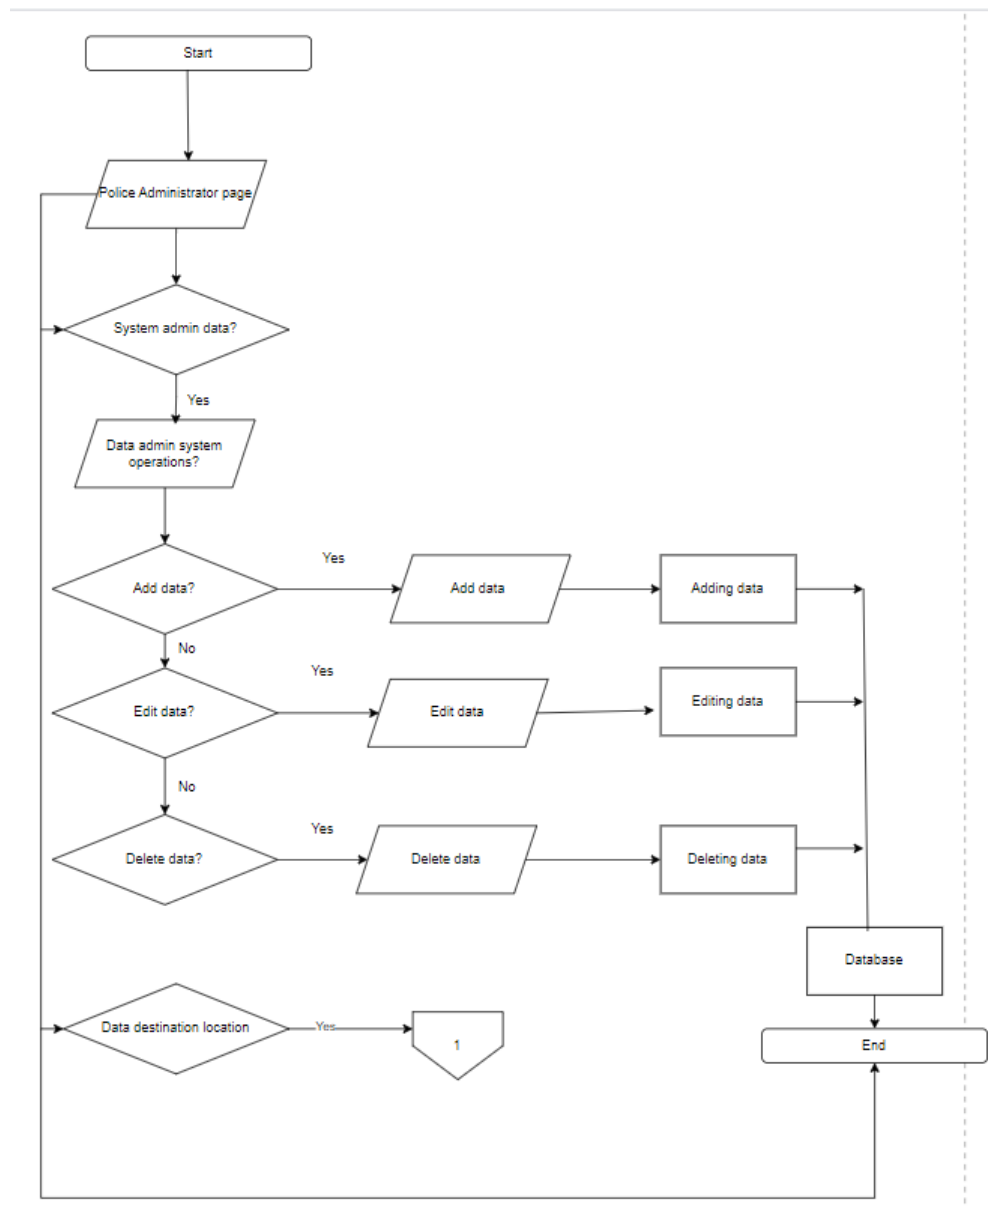 Start
Police Administrator page
System admin data?
Yes
Data admin system
operations?
Yes
Add data?
Add data
Adding data
No
Yes
Edit data?
Edit data
Editing data
No
Yes
Delete data?
Delete data
Deleting data
Database
Data destination location
Yes
1
End